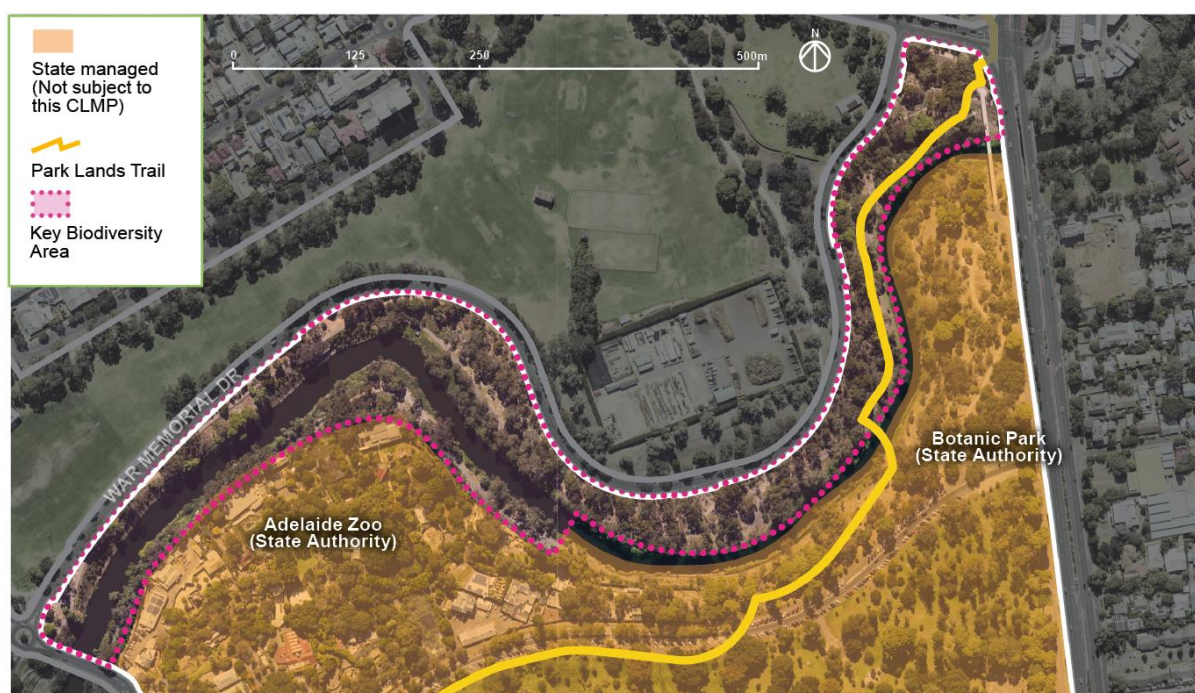 State managed
(Not subject to
this CLMP)
Park Lands Trail
Key Biodiversity
Area
0 125 250 500m
N
WAR MEMORIAL DR
Adelaide Zoo
(State Authority)
Botanic Park
(State Authority)